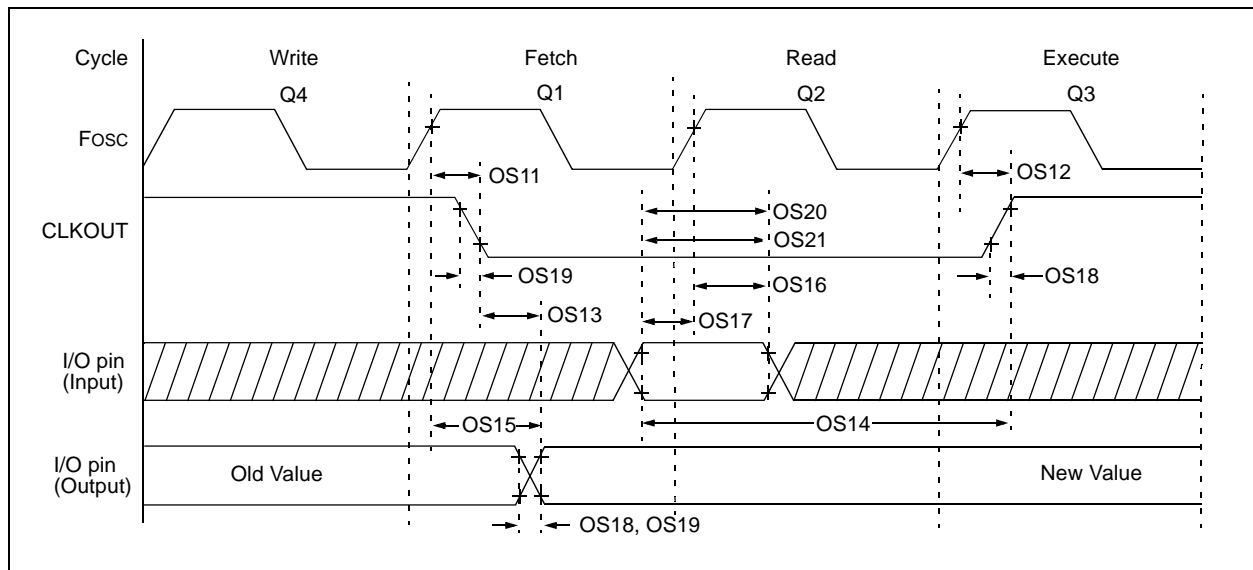 Cycle Write Fetch Read Execute
Q4 Q1 Q2 Q3
FOSC
OS11 OS12
OS20
CLKOUT
OS21
OS19 OS16 OS18
OS13 OS17
I/O pin
(Input)
OS15 OS14
I/O pin
(Output)
Old Value New Value
OS18, OS19